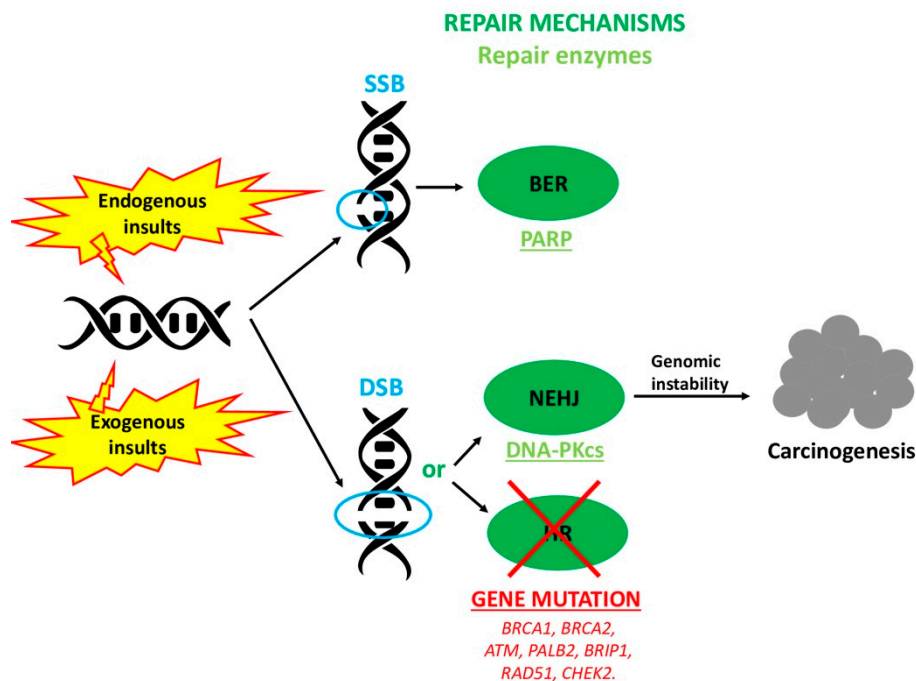 REPAIR MECHANISMS
Repair enzymes
SSB
Endogenous
insults
BER
PARP
Exogenous
insults
DSB
or
NEHJ
DNA-PKcs
Genomic
instability
Carcinogenesis
HR
GENE MUTATION
BRCA1, BRCA2,
ATM, PALB2, BRIP1,
RAD51, CHEK2.